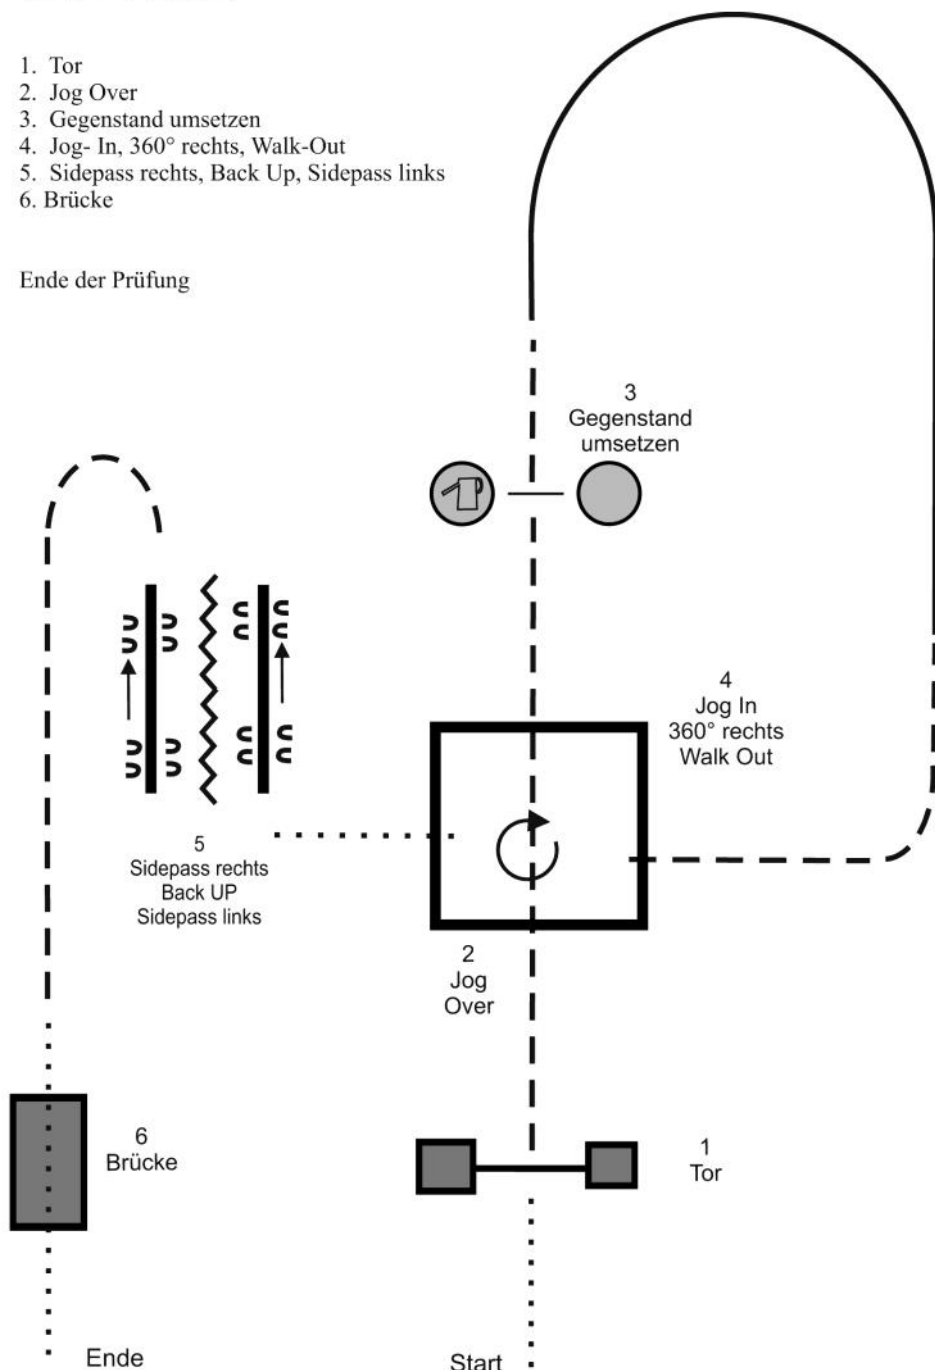 1. Tor
2. Jog Over
3. Gegenstand umsetzen
4. Jog- In, 360° rechts, Walk-Out
5. Sidepass rechts, Back Up, Sidepass links
6. Brücke
Ende der Prüfung
3
Gegenstand
umsetzen
4
Jog In
360° rechts
Walk Out
5
Sidepass rechts
Back UP
Sidepass links
2
Jog
Over
6
Brücke
1
Tor
Ende
Start